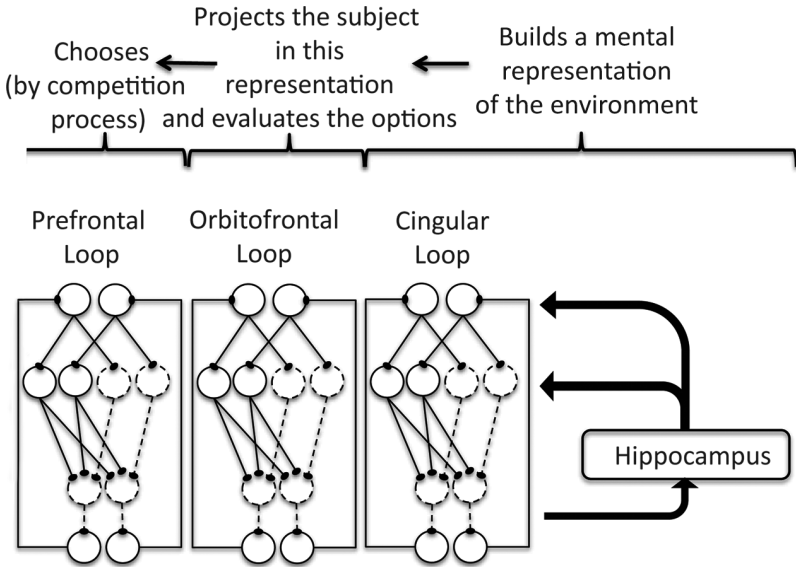 Chooses
(by competition
process)
Projects the subject
in this
representation
and evaluates the options
Builds a mental
representation
of the environment
Prefrontal
Loop
Orbitofrontal
Loop
Cingular
Loop
Hippocampus